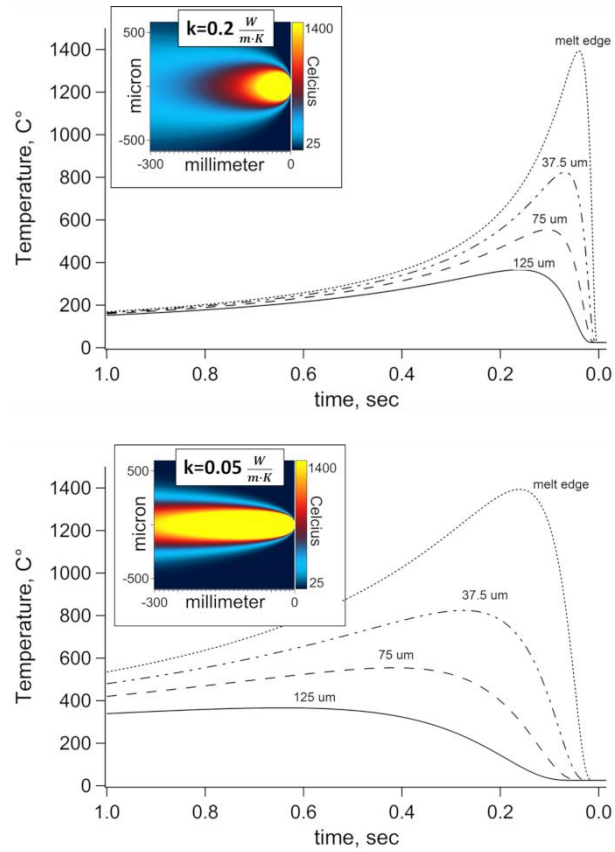 k=0.2 W/m·K
1400
Celcius
25
micron
500
0
-500
-300
millimeter
0
Temperature, C°
1400
1200
1000
800
600
400
200
0
melt edge
37.5 um
75 um
125 um
1.0 0.8 0.6 0.4 0.2 0.0
time, sec
k=0.05 W/m·K
1400
Celcius
25
micron
500
0
-500
-300
millimeter
0
Temperature, C°
1400
1200
1000
800
600
400
200
0
melt edge
37.5 um
75 um
125 um
1.0 0.8 0.6 0.4 0.2 0.0
time, sec